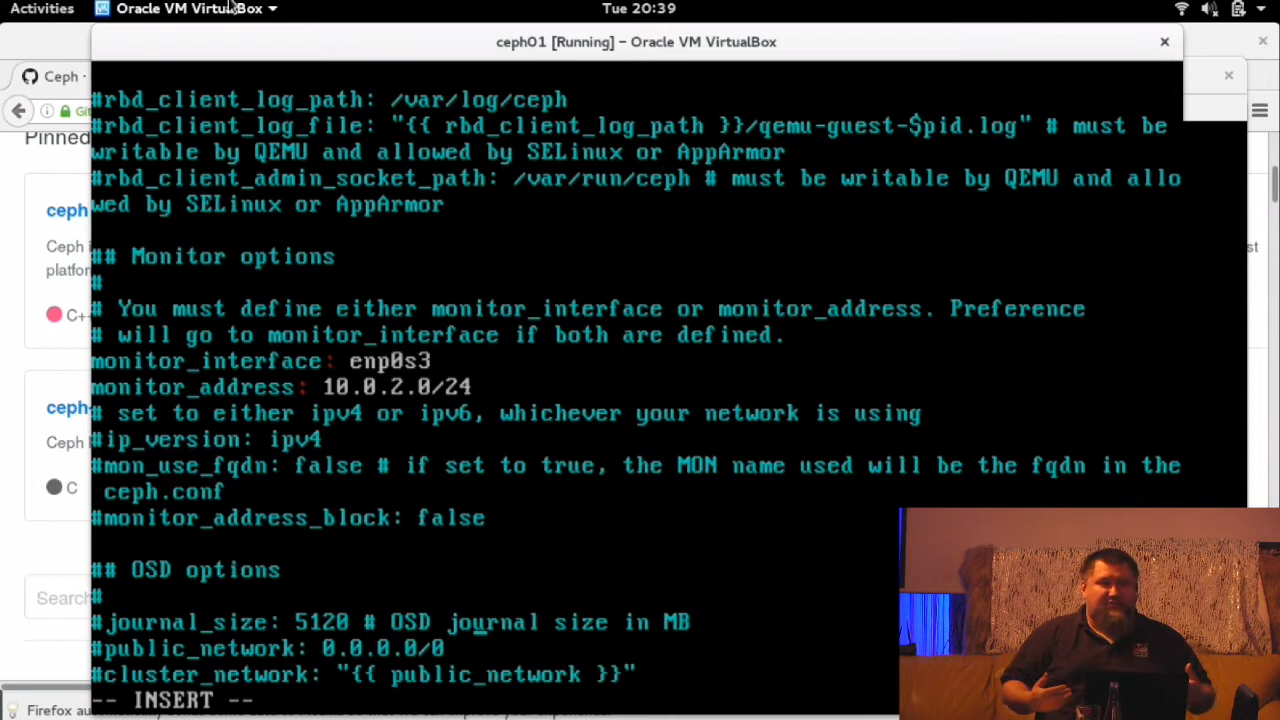 Activities Oracle VM VirtualBox Tue 20:39
ceph01 [Running] – Oracle VM VirtualBox
Ceph ·
Pinned
ceph
Ceph i
platfor
C++
ceph-
Ceph
C
Search
#rbd_client_log_path: /var/log/ceph
#rbd_client_log_file: "{{ rbd_client_log_path }}/qemu-guest-$pid.log" # must be
writable by QEMU and allowed by SELinux or AppArmor
#rbd_client_admin_socket_path: /var/run/ceph # must be writable by QEMU and allo
wed by SELinux or AppArmor
## Monitor options
#
# You must define either monitor_interface or monitor_address. Preference
# will go to monitor_interface if both are defined.
monitor_interface: enp0s3
monitor_address: 10.0.2.0/24
# set to either ipv4 or ipv6, whichever your network is using
#ip_version: ipv4
#mon_use_fqdn: false # if set to true, the MON name used will be the fqdn in the
ceph.conf
#monitor_address_block: false
## OSD options
#
#journal_size: 5120 # OSD journal size in MB
#public_network: 0.0.0.0/0
#cluster_network: "{{ public_network }}"
-- INSERT --
st
Firefox